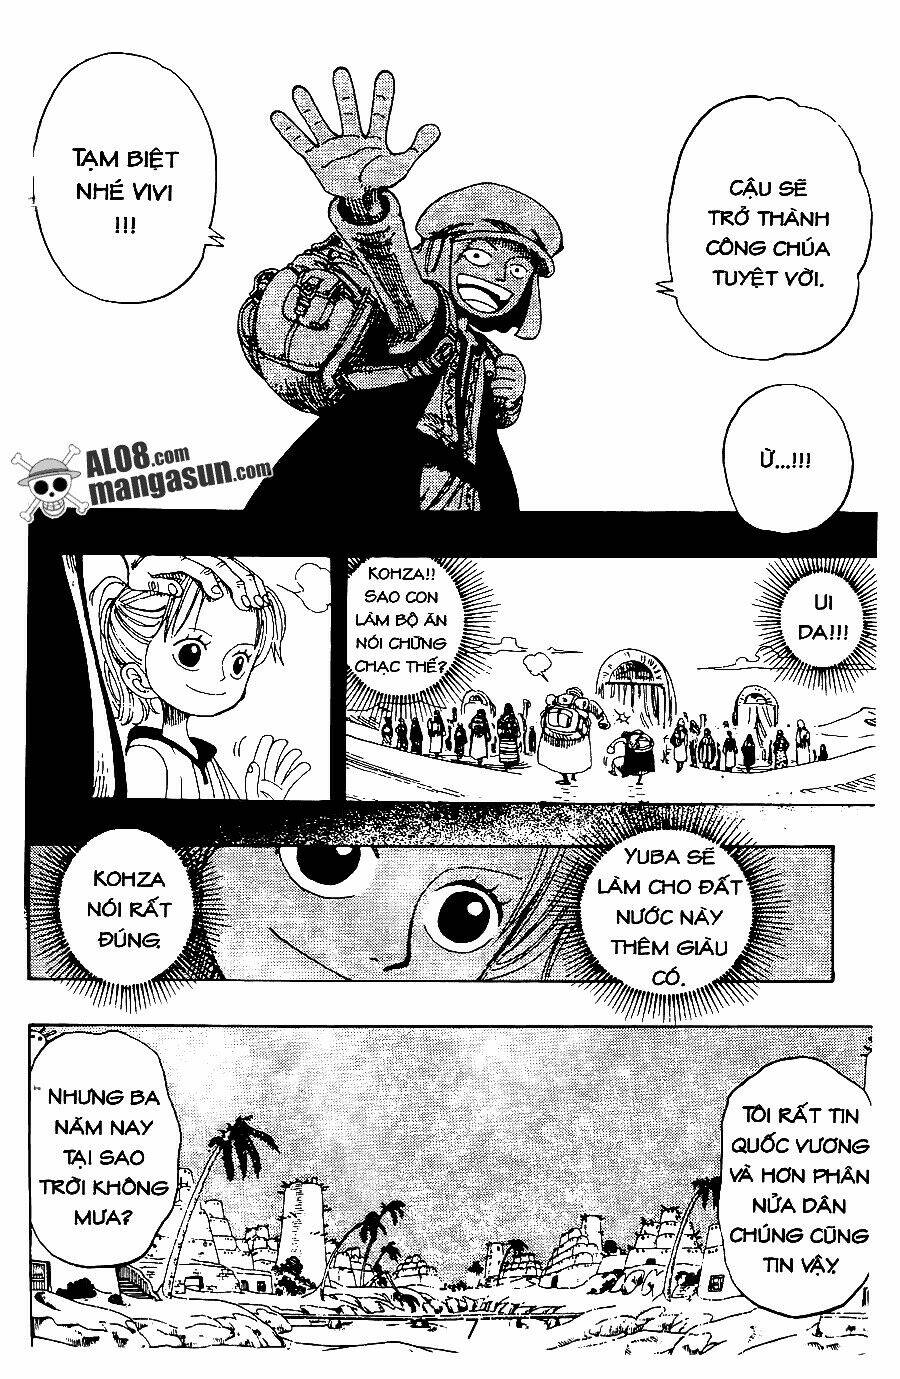 CẬU SẼ
TRỞ THÀNH
CÔNG CHÚA
TUYỆT VỜI.
TẠM BIỆT
NHÉ VIVI
!!!
Ừ...!!!
AL08.com
mangasun.com
UI
DA!!!
KOHZA!!
SAO CON
LÀM BỘ ĂN
NÓI CHỮNG
CHẠC THẾ?
YUBA SẼ
LÀM CHO ĐẤT
NƯỚC NÀY
THÊM GIÀU
CÓ.
KOHZA
NÓI RẤT
ĐÚNG.
TÔI RẤT TIN
QUỐC VƯƠNG
VÀ HƠN PHÂN
NỬA DÂN
CHÚNG CŨNG
TIN VẬY.
NHƯNG BA
NĂM NAY
TẠI SAO
TRỜI KHÔNG
MƯA?
7